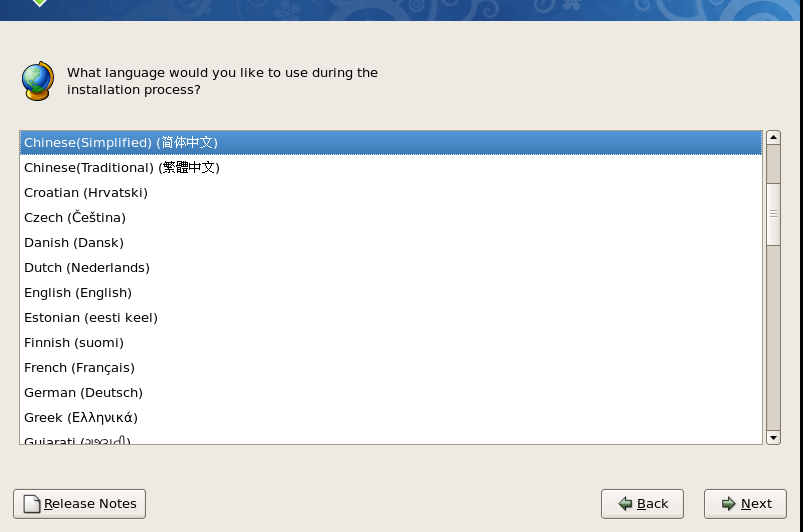 What language would you like to use during the
installation process?
Chinese(Simplified) (简体中文)
Chinese(Traditional) (繁體中文)
Croatian (Hrvatski)
Czech (Čeština)
Danish (Dansk)
Dutch (Nederlands)
English (English)
Estonian (eesti keel)
Finnish (suomi)
French (Français)
German (Deutsch)
Greek (Ελληνικά)
Gujarati
Release Notes
Back
Next